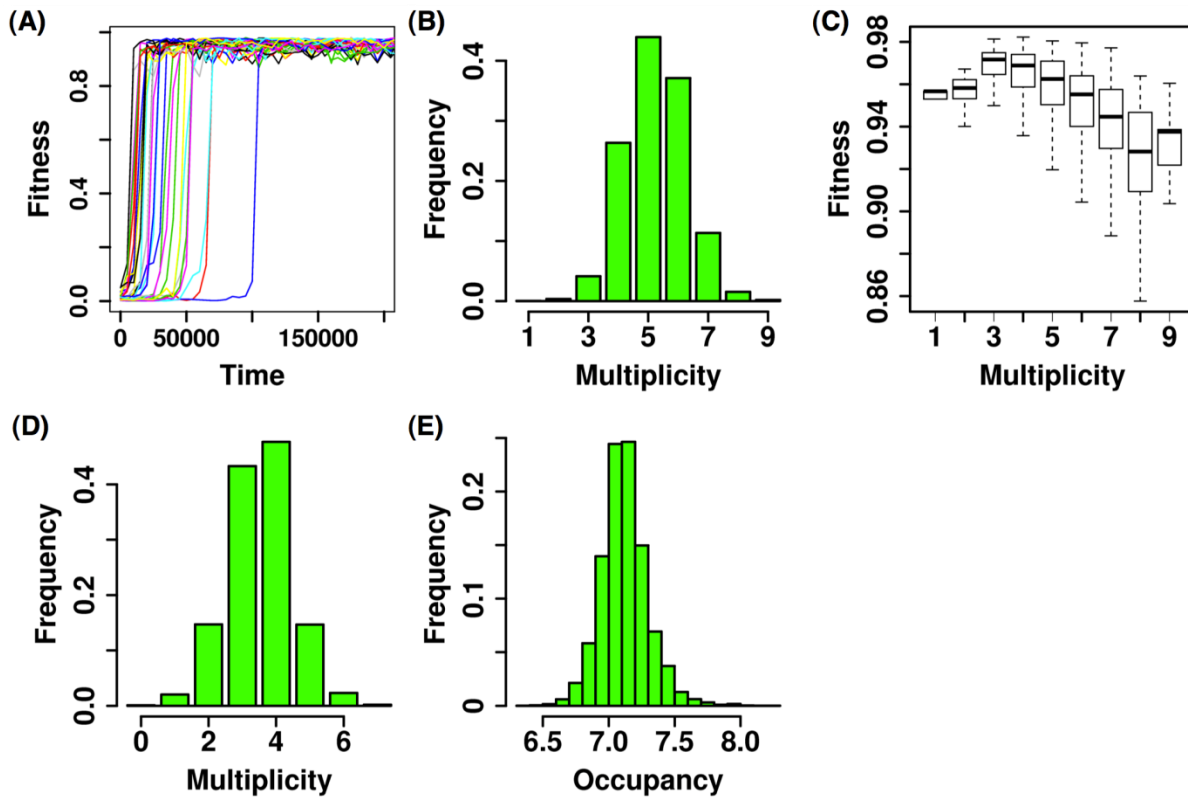 (A)
Fitness
0.0 0.4 0.8
0 50000 150000
Time
(B)
Frequency
0.0 0.2 0.4
1 3 5 7 9
Multiplicity
(C)
Fitness
0.86 0.90 0.94 0.98
1 3 5 7 9
Multiplicity
(D)
Frequency
0.0 0.2 0.4
0 2 4 6
Multiplicity
(E)
Frequency
0 0.1 0.2
6.5 7.0 7.5 8.0
Occupancy